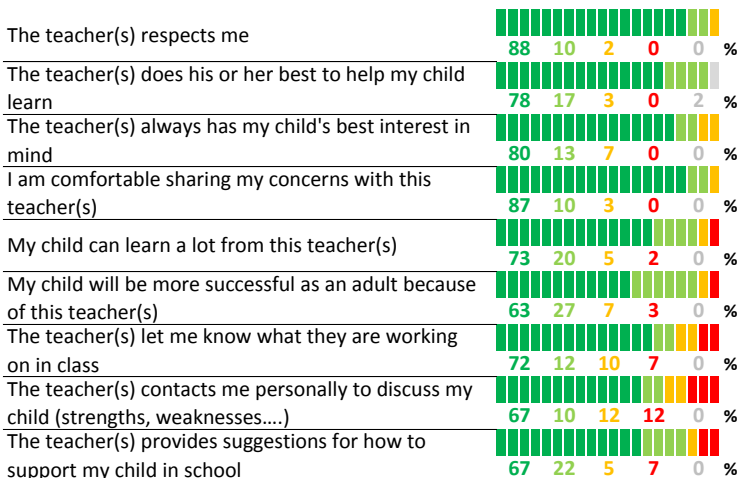 The teacher(s) respects me
88 10 2 0 0 %
The teacher(s) does his or her best to help my child
learn
78 17 3 0 2 %
The teacher(s) always has my child's best interest in
mind
80 13 7 0 0 %
I am comfortable sharing my concerns with this
teacher(s)
87 10 3 0 0 %
My child can learn a lot from this teacher(s)
73 20 5 2 0 %
My child will be more successful as an adult because
of this teacher(s)
63 27 7 3 0 %
The teacher(s) let me know what they are working
on in class
72 12 10 7 0 %
The teacher(s) contacts me personally to discuss my
child (strengths, weaknesses....)
67 10 12 12 0 %
The teacher(s) provides suggestions for how to
support my child in school
67 22 5 7 0 %